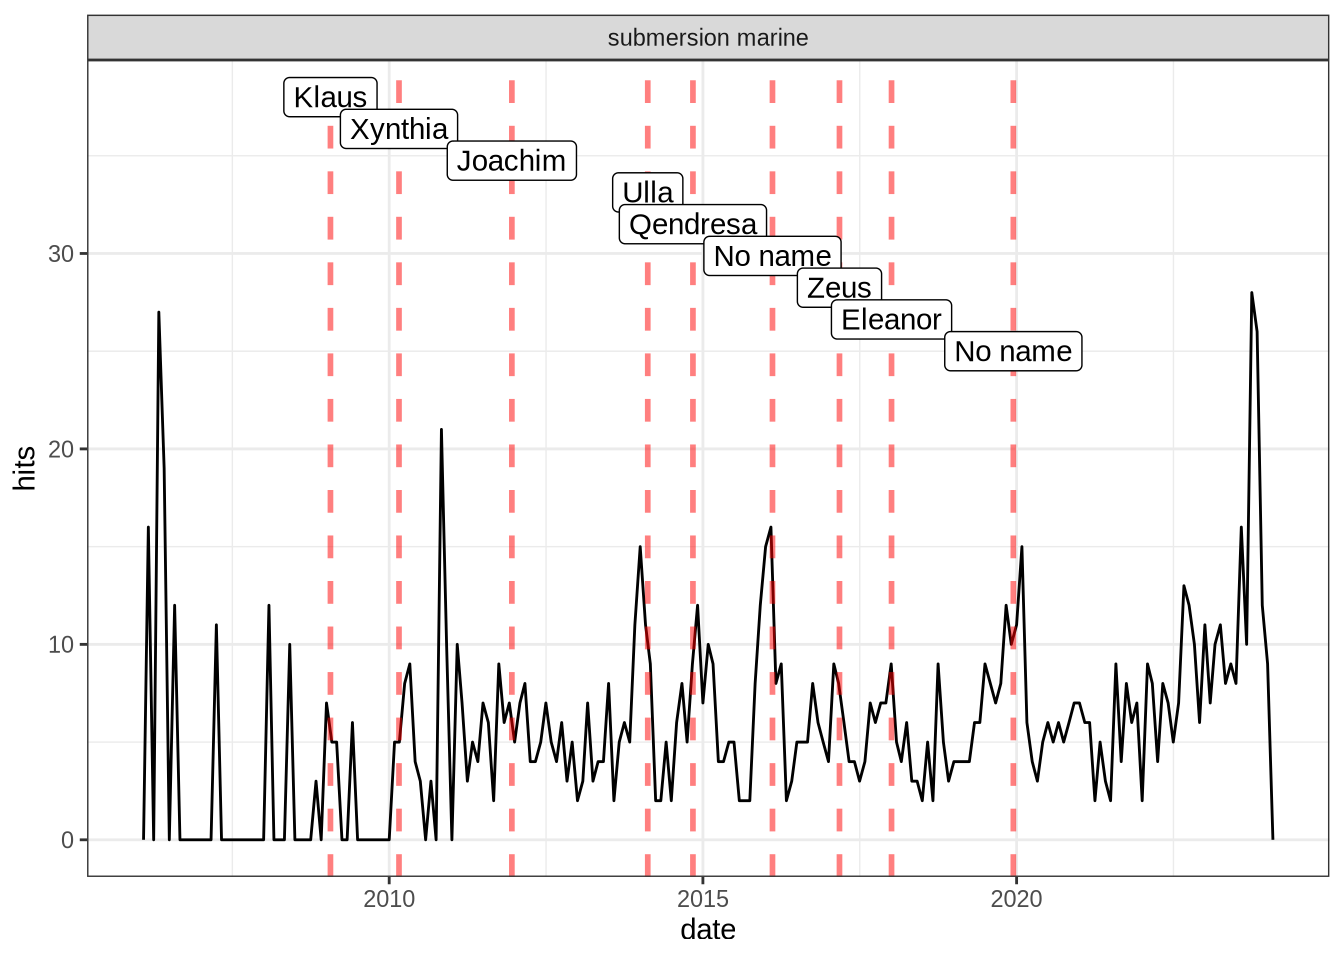 submersion marine
Klaus
Xynthia
Joachim
Ulla
Qendresa
No name
Zeus
Eleanor
No name
30
20
10
0
hits
2010
2015
2020
date